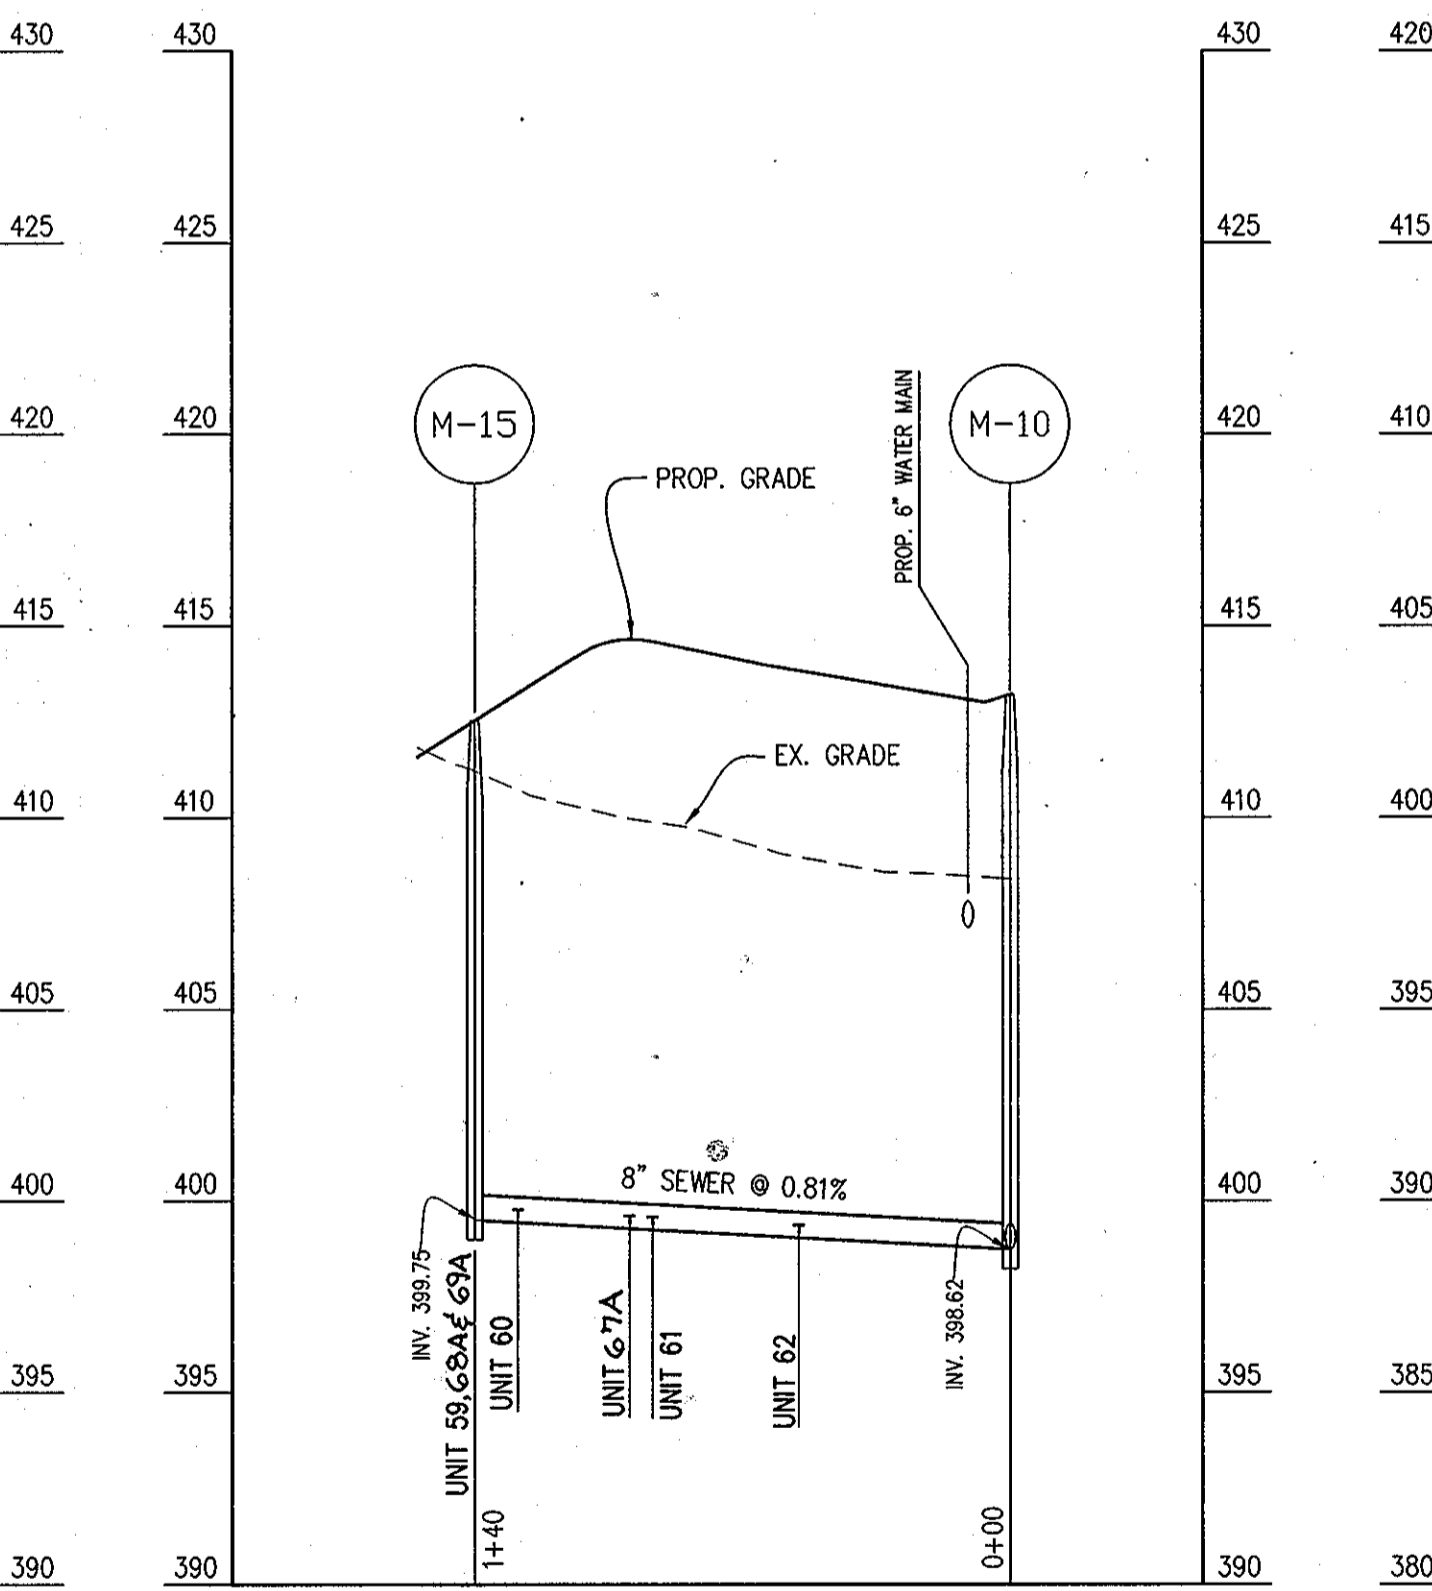 430 430 430 420
425 425 425 415
420 420 420 410
M-15 M-10
PROP. 6" WATER MAIN
PROP. GRADE
415 415 415 405
EX. GRADE
410 410 410 400
405 405 405 395
8" SEWER @ 0.81%
400 400 400 390
INV. 399.75
UNIT 59,68A& 69A
UNIT 60
UNIT 67A
UNIT 61
UNIT 62
INV. 398.62
395 395 395 385
1+40
0+00
390 390 390 380